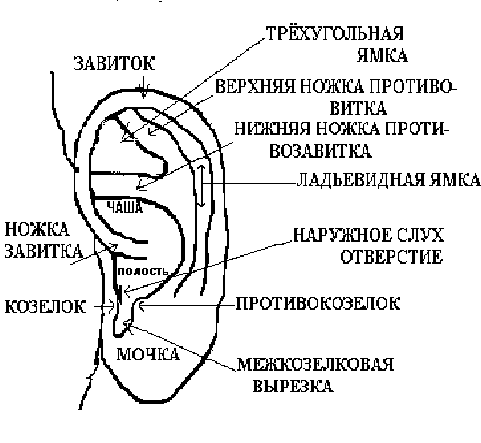 ТРЁХУГОЛЬНАЯ
ЯМКА
ЗАВИТОК
ВЕРХНЯЯ НОЖКА ПРОТИВО-
ВИТКА
НИЖНЯЯ НОЖКА ПРОТИ-
ВОЗАВИТКА
ЛАДЬЕВИДНАЯ ЯМКА
ЧАША
НОЖКА
ЗАВИТКА
НАРУЖНОЕ СЛУХ
ОТВЕРСТИЕ
ПОЛОСТЬ
КОЗЕЛОК
ПРОТИВОКОЗЕЛОК
МОЧКА
МЕЖКОЗЕЛКОВАЯ
ВЫРЕЗКА